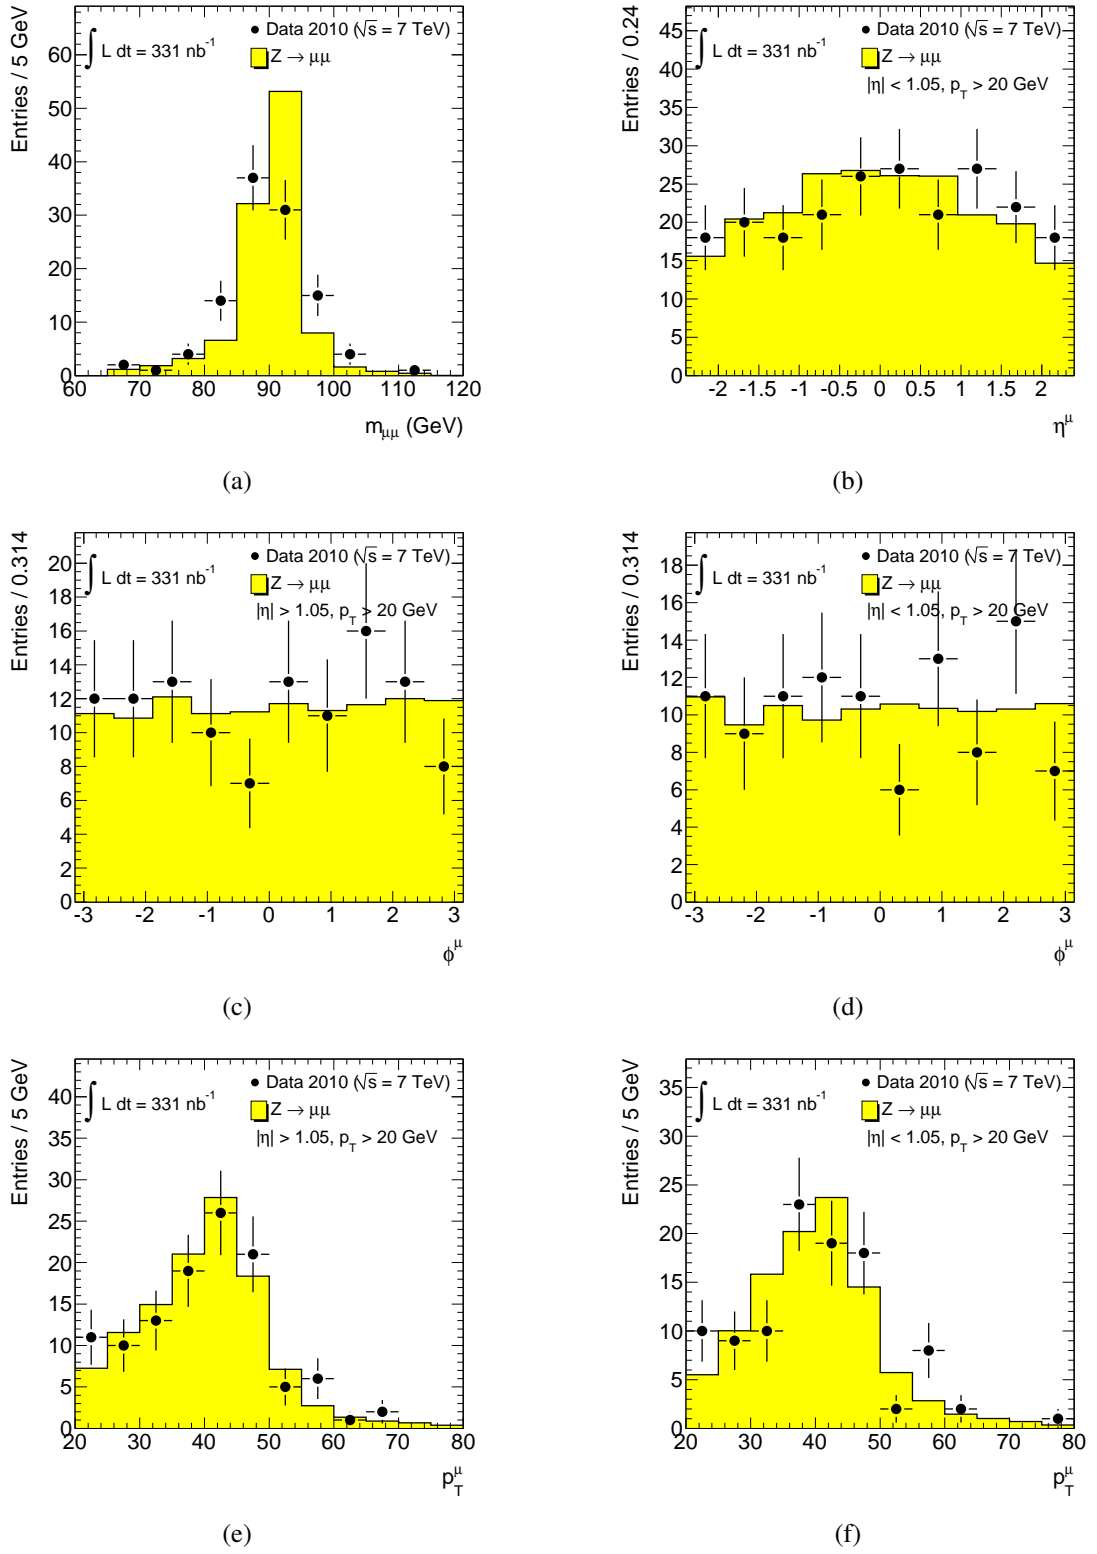 Entries / 5 GeV
∫ L dt = 331 nb⁻¹
Data 2010 (√s = 7 TeV)
Z → μμ
60
50
40
30
20
10
0
60 70 80 90 100 110 120
m_μμ (GeV)
(a)
Entries / 0.24
∫ L dt = 331 nb⁻¹
Data 2010 (√s = 7 TeV)
Z → μμ
|η| < 1.05, p_T > 20 GeV
45
40
35
30
25
20
15
10
5
0
-2 -1.5 -1 -0.5 0 0.5 1 1.5 2
η^μ
(b)
Entries / 0.314
∫ L dt = 331 nb⁻¹
Data 2010 (√s = 7 TeV)
Z → μμ
|η| > 1.05, p_T > 20 GeV
20
18
16
14
12
10
8
6
4
2
0
-3 -2 -1 0 1 2 3
ϕ^μ
(c)
Entries / 0.314
∫ L dt = 331 nb⁻¹
Data 2010 (√s = 7 TeV)
Z → μμ
|η| < 1.05, p_T > 20 GeV
18
16
14
12
10
8
6
4
2
0
-3 -2 -1 0 1 2 3
ϕ^μ
(d)
Entries / 5 GeV
∫ L dt = 331 nb⁻¹
Data 2010 (√s = 7 TeV)
Z → μμ
|η| > 1.05, p_T > 20 GeV
40
35
30
25
20
15
10
5
0
20 30 40 50 60 70 80
p_T^μ
(e)
Entries / 5 GeV
∫ L dt = 331 nb⁻¹
Data 2010 (√s = 7 TeV)
Z → μμ
|η| < 1.05, p_T > 20 GeV
35
30
25
20
15
10
5
0
20 30 40 50 60 70 80
p_T^μ
(f)